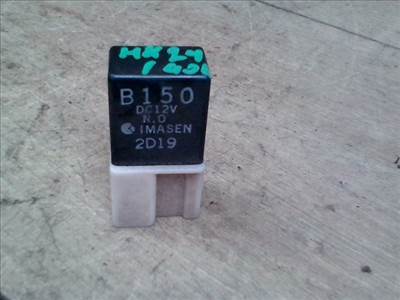 B150
DC12V
N.O
IMASEN
2D19